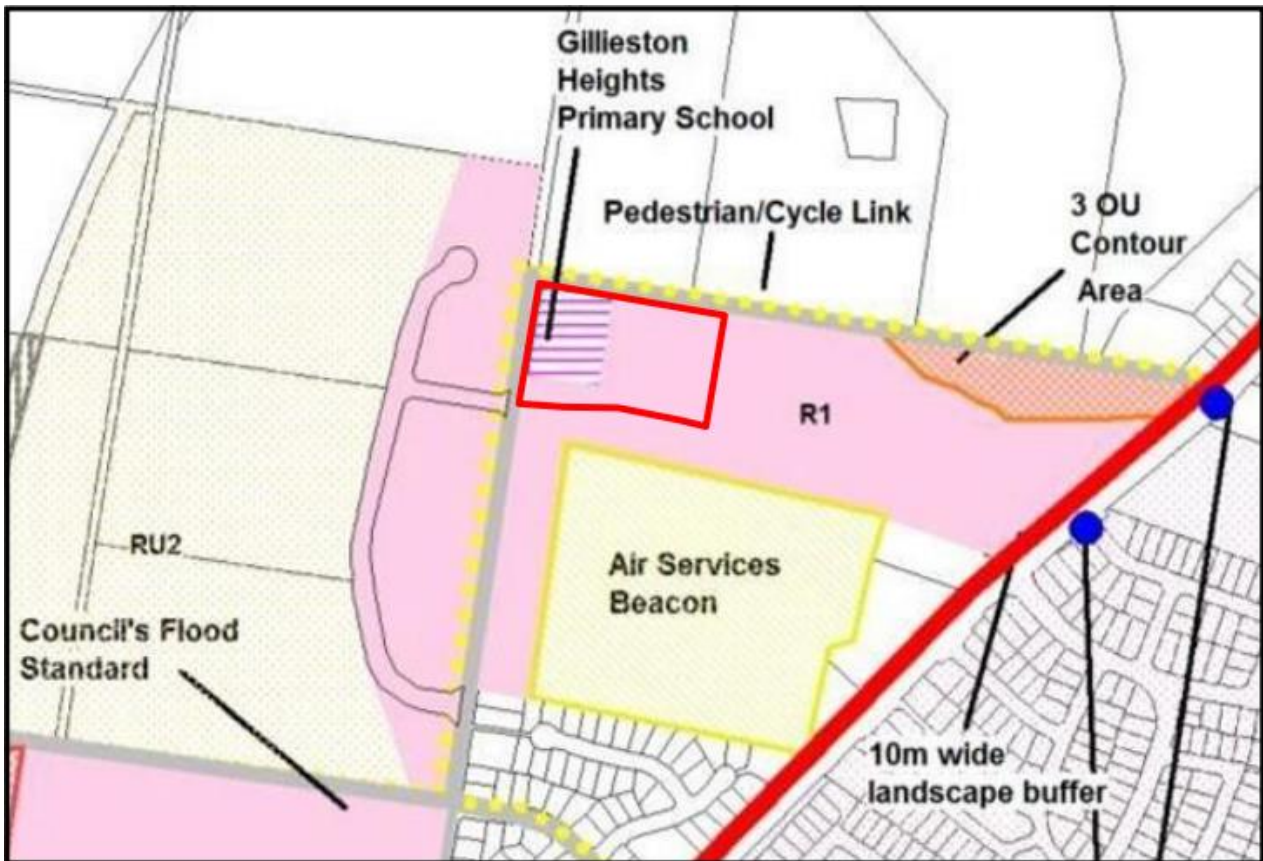 Gillieston
Heights
Primary School
Pedestrian/Cycle Link
3 OU
Contour
Area
R1
RU2
Air Services
Beacon
Council's Flood
Standard
10m wide
landscape buffer